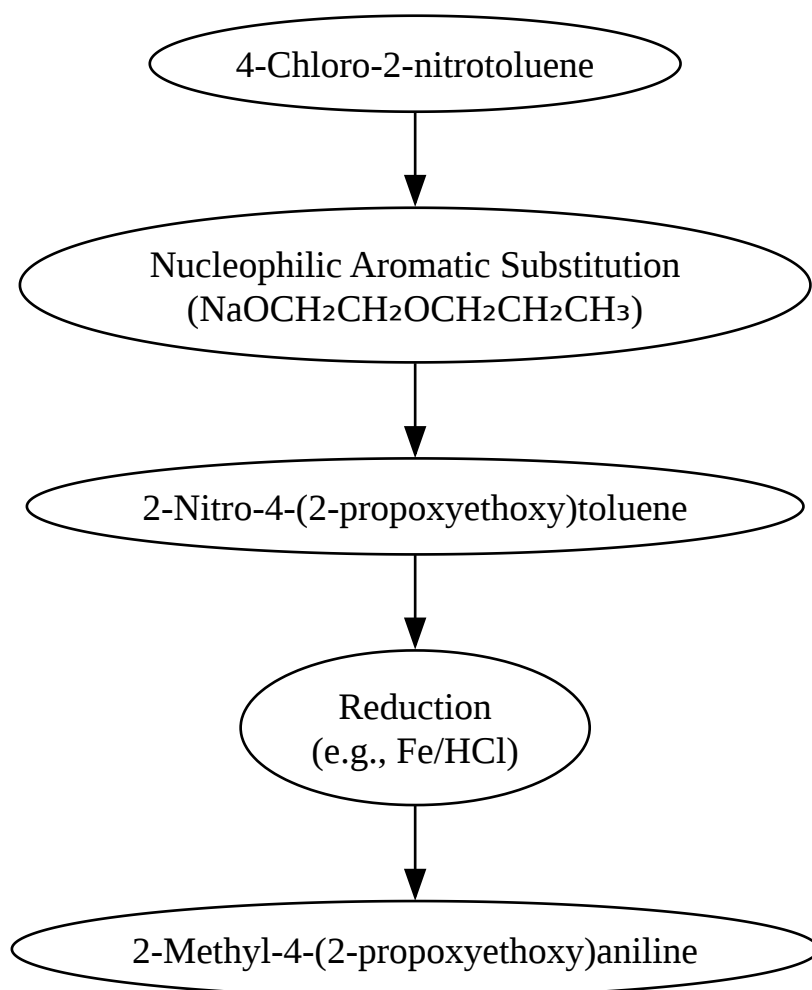 4-Chloro-2-nitrotoluene
Nucleophilic Aromatic Substitution
(NaOCH₂CH₂OCH₂CH₂CH₃)
2-Nitro-4-(2-propoxyethoxy)toluene
Reduction
(e.g., Fe/HCl)
2-Methyl-4-(2-propoxyethoxy)aniline